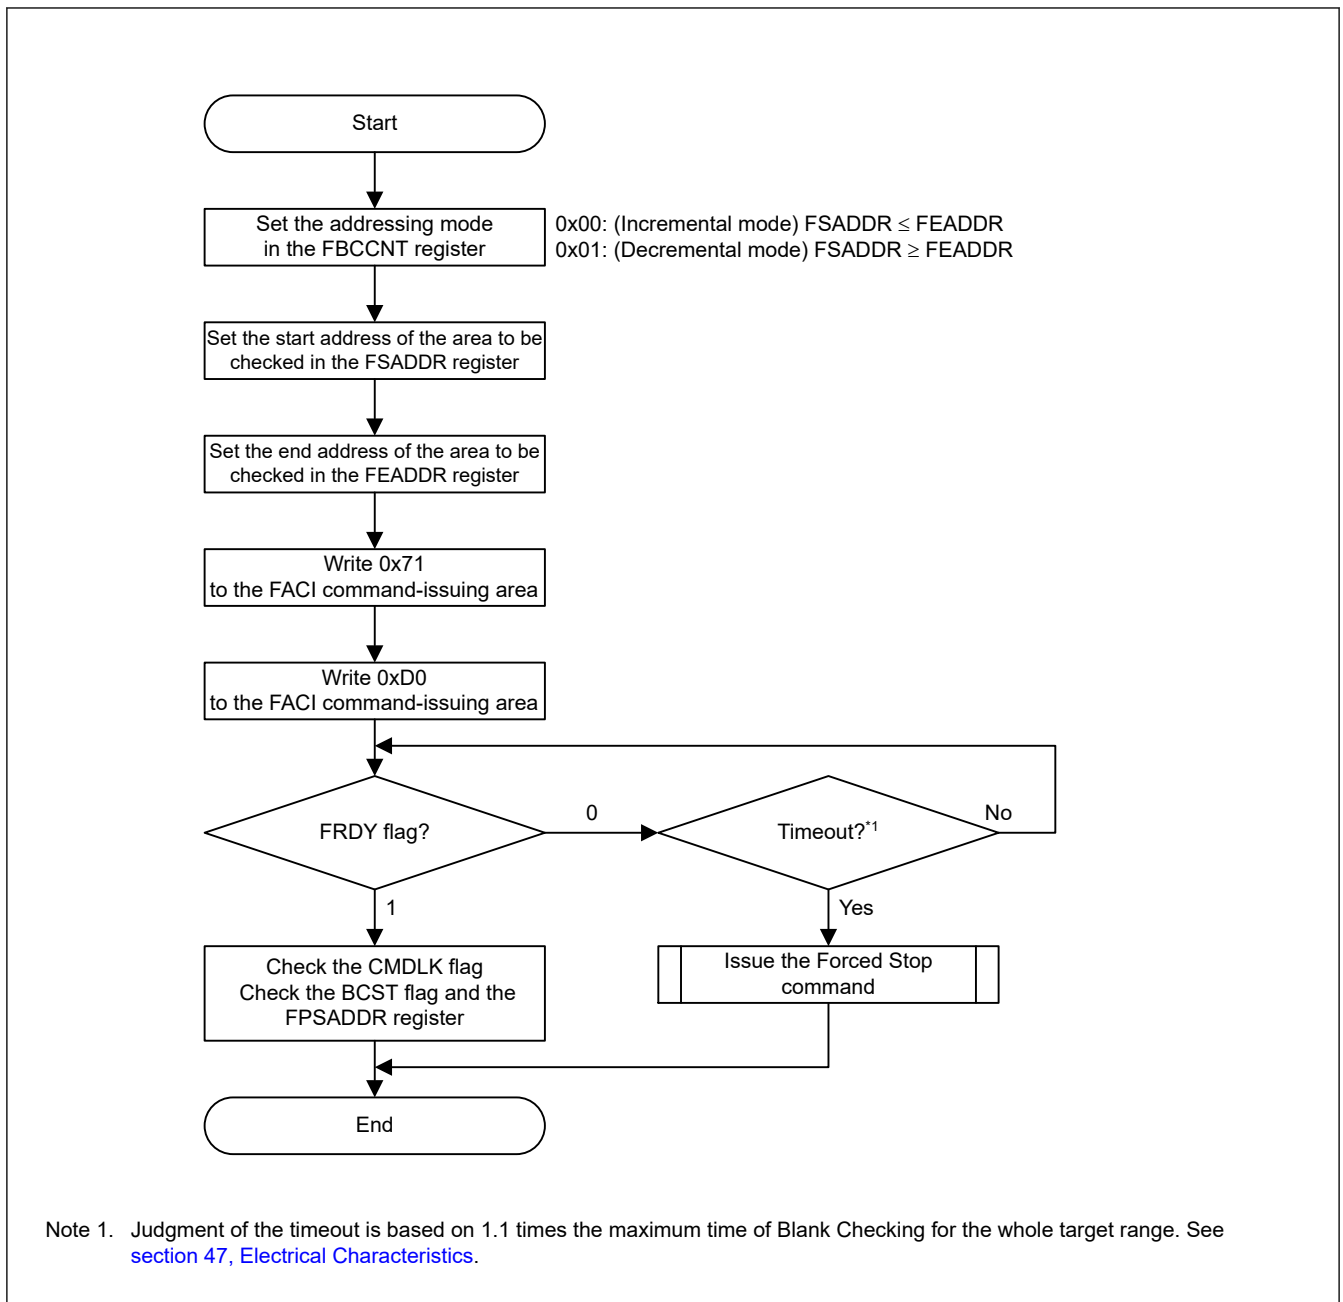 Start
Set the addressing mode
in the FBCCNT register
0x00: (Incremental mode) FSADDR ≤ FEADDR
0x01: (Decremental mode) FSADDR ≥ FEADDR
Set the start address of the area to be
checked in the FSADDR register
Set the end address of the area to be
checked in the FEADDR register
Write 0x71
to the FACI command-issuing area
Write 0xD0
to the FACI command-issuing area
FRDY flag?
0
Timeout?*1
No
1
Yes
Check the CMDLK flag
Check the BCST flag and the
FPSADDR register
Issue the Forced Stop
command
End
Note 1. Judgment of the timeout is based on 1.1 times the maximum time of Blank Checking for the whole target range. See
section 47, Electrical Characteristics.